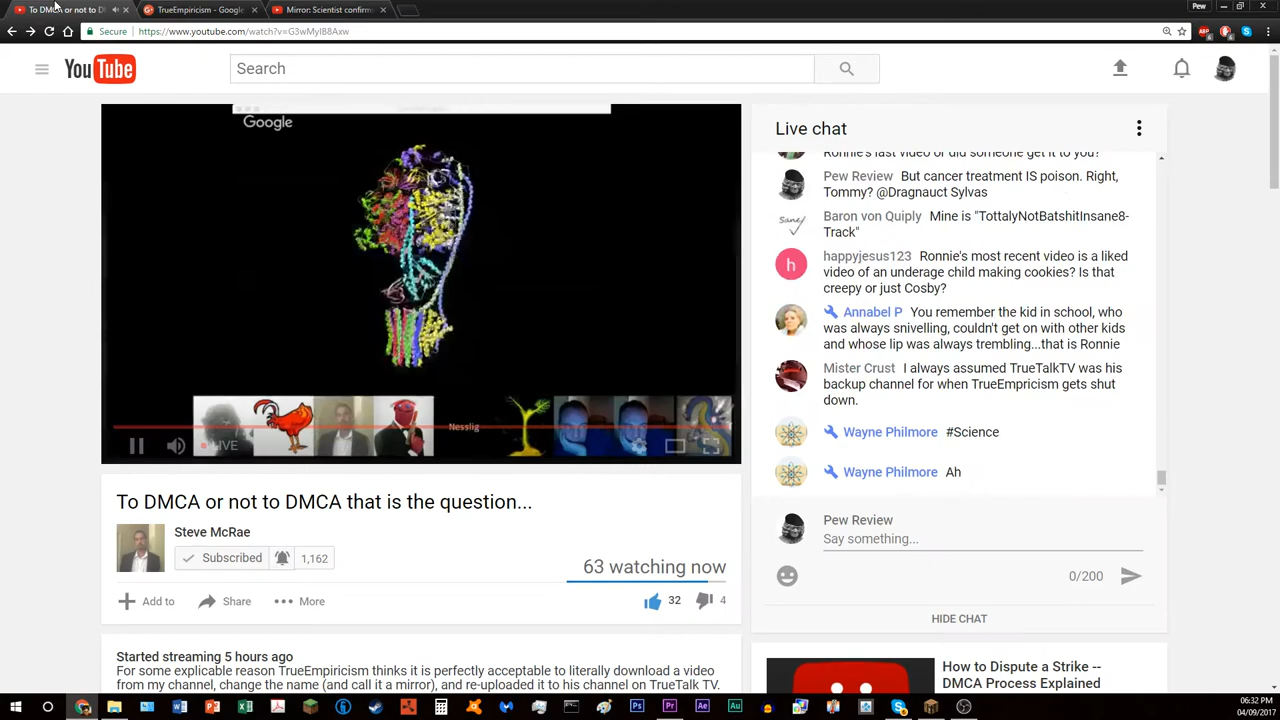 To DMCA or not to D
TrueEmpiricism - Google
Mirror: Scientist confirm
Pew
Secure
https://www.youtube.com/watch?v=G3wMyIB8Axw
YouTube
Search
Google
Nesslig
LIVE
To DMCA or not to DMCA that is the question...
Steve McRae
Subscribed
1,162
63 watching now
Add to
Share
More
32
4
Started streaming 5 hours ago
For some explicable reason TrueEmpiricism thinks it is perfectly acceptable to literally download a video
from my channel, change the name (and call it a mirror), and re-uploaded it to his channel on TrueTalk TV.
Live chat
Ronnie's last video or did someone get it to you?
Pew Review But cancer treatment IS poison. Right,
Tommy? @Dragnauct Sylvas
Baron von Quiply Mine is "TottalyNotBatshitInsane8-
Track"
happyjesus123 Ronnie's most recent video is a liked
video of an underage child making cookies? Is that
creepy or just Cosby?
Annabel P You remember the kid in school, who
was always snivelling, couldn't get on with other kids
and whose lip was always trembling...that is Ronnie
Mister Crust I always assumed TrueTalkTV was his
backup channel for when TrueEmpricism gets shut
down.
Wayne Philmore #Science
Wayne Philmore Ah
Pew Review
Say something...
0/200
HIDE CHAT
How to Dispute a Strike --
DMCA Process Explained
06:32 PM
04/09/2017